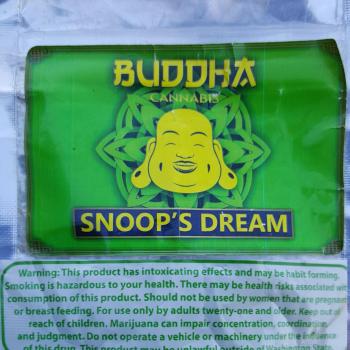 BUDDHA
CANNABIS
SNOOP'S DREAM
Warning: This product has intoxicating effects and may be habit forming.
Smoking is hazardous to your health. There may be health risks associated with
consumption of this product. Should not be used by women that are pregnant
or breast feeding. For use only by adults twenty-one and older. Keep out of
reach of children. Marijuana can impair concentration, coordination,
and judgment. Do not operate a vehicle or machinery under the influence
of this drug. This product may be unlawful outside of Washington State.